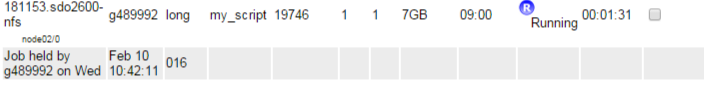 181153.sdo2600-nfs g489992 long my_script 19746 1 1 7GB 09:00 R Running 00:01:31
node02/0
Job held by g489992 on Wed Feb 10 10:42:11 016